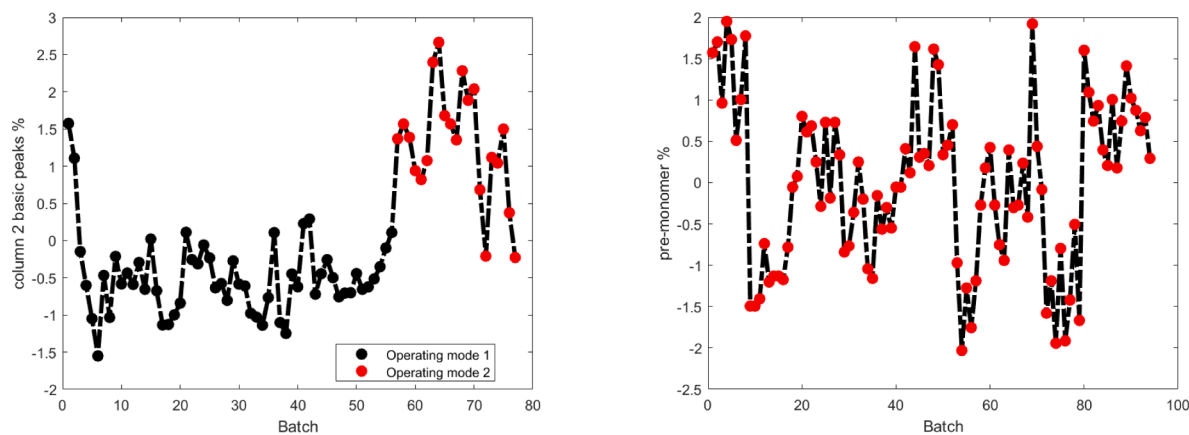 3
2.5
2
1.5
1
0.5
0
-0.5
-1
-1.5
-2
column 2 basic peaks %
0 10 20 30 40 50 60 70 80
Batch
Operating mode 1
Operating mode 2
2
1.5
1
0.5
0
-0.5
-1
-1.5
-2
-2.5
pre-monomer %
0 20 40 60 80 100
Batch